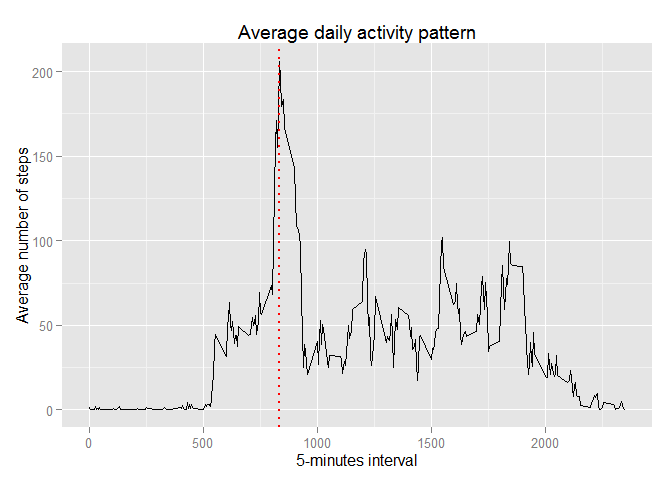 Average daily activity pattern
Average number of steps
200
150
100
50
0
0 500 1000 1500 2000
5-minutes interval